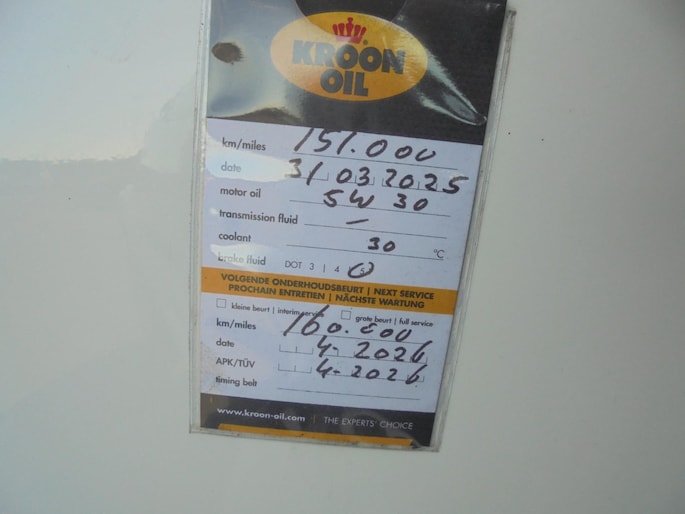 KROON
OIL
km/miles 151.000
date 31 03 2025
motor oil 5W 30
transmission fluid –
coolant 30 °C
brake fluid DOT 3 | 4 | 5
VOLGENDE ONDERHOUDSBEURT | NEXT SERVICE
PROCHAIN ENTRETIEN | NÄCHSTE WARTUNG
kleine beurt | interim service grote beurt | full service
km/miles 160.000
date 4-2026
APK/TÜV 4-2026
timing belt
www.kroon-oil.com | THE EXPERTS' CHOICE